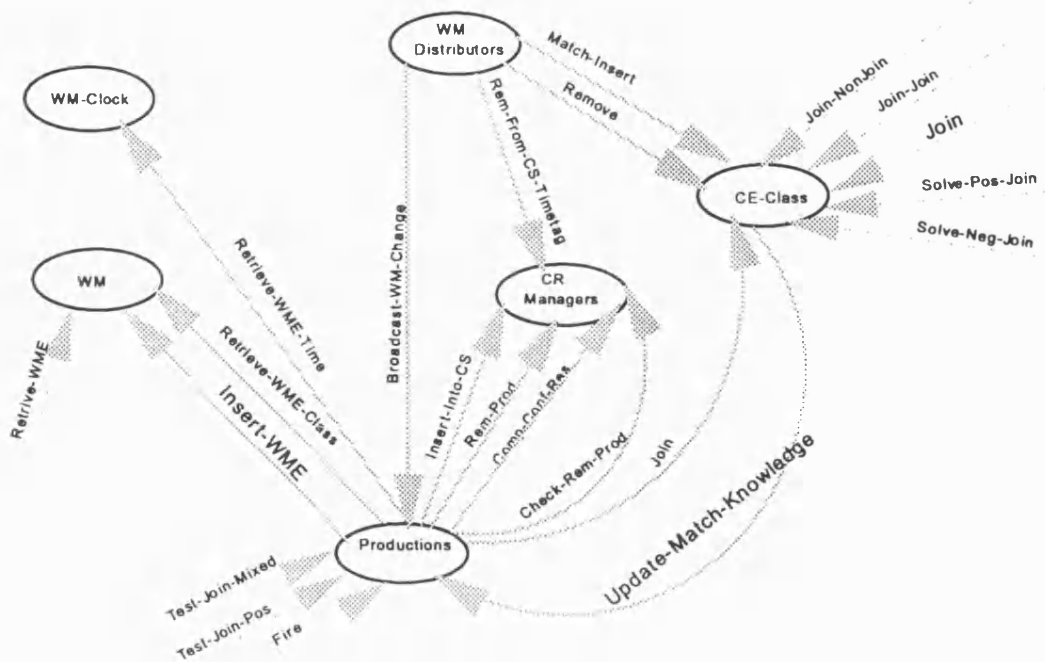 WM
Distributors
Match-Insert
Remove
WM-Clock
Join-NonJoin
Join-Join
Join
Rem-From-CS-Timetag
Solve-Pos-Join
CE-Class
Solve-Neg-Join
Broadcast-WM-Change
Retrieve-WME-Time
WM
CR
Managers
Retrive-WME
Retrieve-WME-Class
Insert-WME
Insert-Into-CS
Rem-Prod
Comp-Conf-Res
Check-Rem-Prod
Join
Update-Match-Knowledge
Productions
Test-Join-Mixed
Test-Join-Pos
Fire